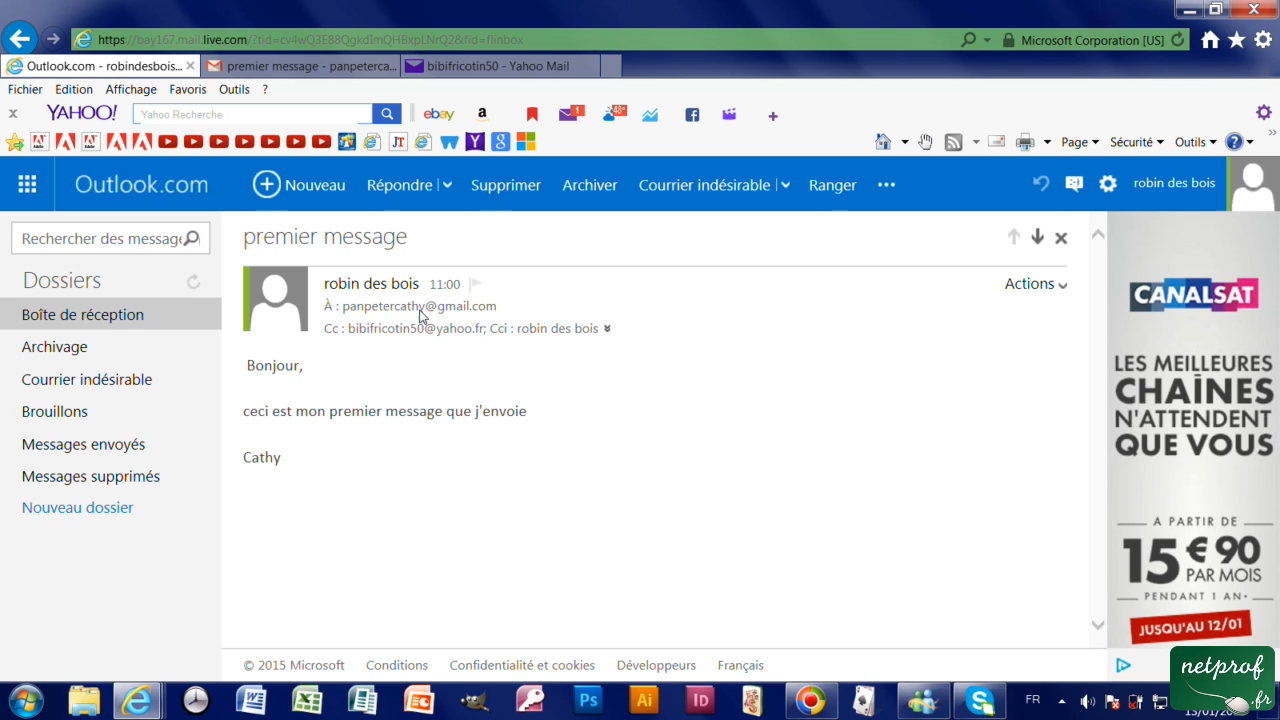 https://bay167.mail.live.com/?tid=cv4wQ3E88QgkdImQHBxpLNrQ2&fid=flinbox
Microsoft Corporation [US]
Outlook.com - robindesbois...
premier message - panpeterca...
bibifricotin50 - Yahoo Mail
Fichier Edition Affichage Favoris Outils ?
x YAHOO! Yahoo Recherche ebay a 1 48+
Page Sécurité Outils
Outlook.com Nouveau Répondre Supprimer Archiver Courrier indésirable Ranger ••• robin des bois
Rechercher des message
premier message
Dossiers
robin des bois 11:00
Actions
À : panpetercathy@gmail.com
Boîte de réception
Cc : bibifricotin50@yahoo.fr; Cci : robin des bois
Archivage
Bonjour,
Courrier indésirable
Brouillons
ceci est mon premier message que j'envoie
Messages envoyés
Cathy
Messages supprimés
Nouveau dossier
CANALSAT
LES MEILLEURES
CHAÎNES
N'ATTENDENT
QUE VOUS
A PARTIR DE
15€90
PAR MOIS
PENDANT 1 AN*
JUSQU'AU 12/01
© 2015 Microsoft Conditions Confidentialité et cookies Développeurs Français
netprof
.fr
FR